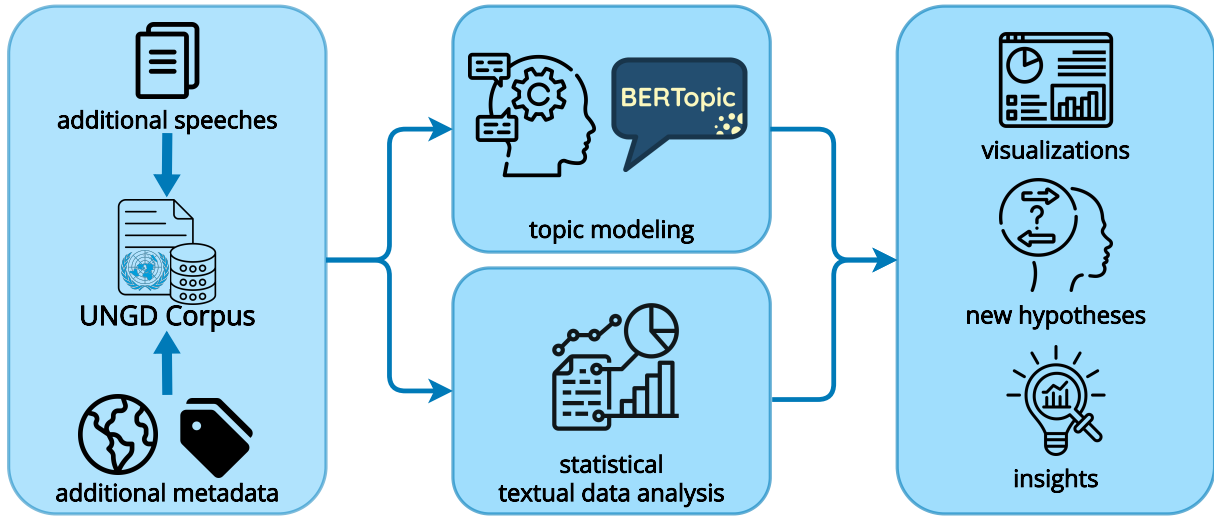 additional speeches
UNGD Corpus
additional metadata
BERTopic
topic modeling
statistical
textual data analysis
visualizations
?
new hypotheses
insights